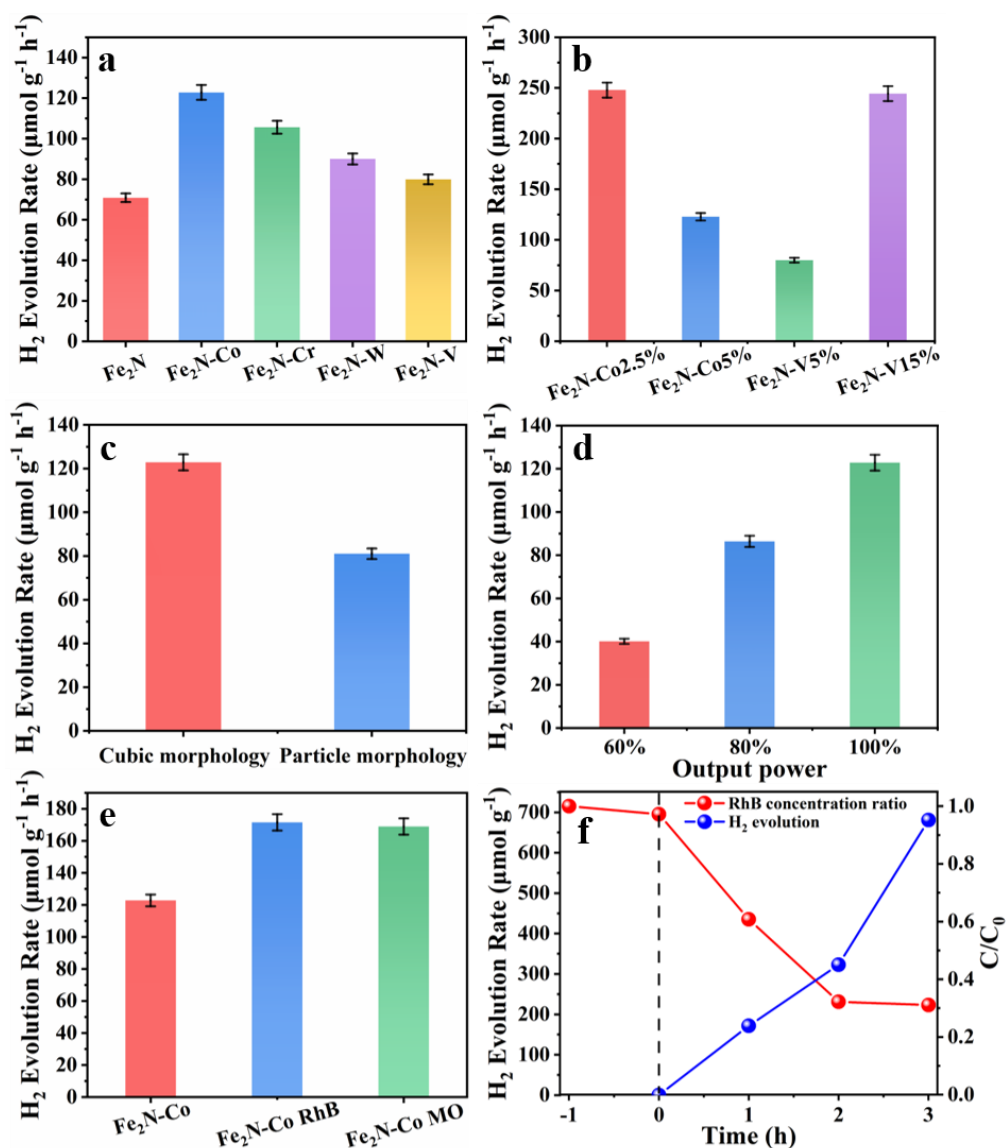 a
H₂ Evolution Rate (μmol g⁻¹ h⁻¹)
140
120
100
80
60
40
20
0
Fe₂N
Fe₂N-Co
Fe₂N-Cr
Fe₂N-W
Fe₂N-V
b
H₂ Evolution Rate (μmol g⁻¹ h⁻¹)
300
250
200
150
100
50
0
Fe₂N-Co2.5%
Fe₂N-Co5%
Fe₂N-V5%
Fe₂N-V15%
c
H₂ Evolution Rate (μmol g⁻¹ h⁻¹)
140
120
100
80
60
40
20
0
Cubic morphology
Particle morphology
d
H₂ Evolution Rate (μmol g⁻¹ h⁻¹)
140
120
100
80
60
40
20
0
60%
80%
100%
Output power
e
H₂ Evolution Rate (μmol g⁻¹ h⁻¹)
180
160
140
120
100
80
60
40
20
0
Fe₂N-Co
Fe₂N-Co RhB
Fe₂N-Co MO
f
RhB concentration ratio
H₂ evolution
H₂ Evolution Rate (μmol g⁻¹)
700
600
500
400
300
200
100
0
1.0
0.8
0.6
0.4
0.2
0.0
C/C₀
-1
0
1
2
3
Time (h)